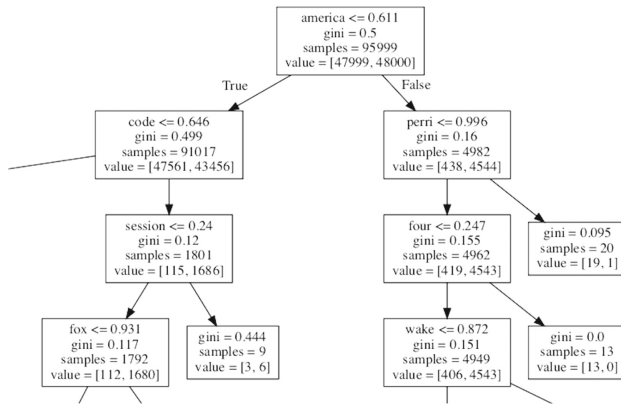 america <= 0.611
gini = 0.5
samples = 95999
value = [47999, 48000]
True
False
code <= 0.646
gini = 0.499
samples = 91017
value = [47561, 43456]
perri <= 0.996
gini = 0.16
samples = 4982
value = [438, 4544]
session <= 0.24
gini = 0.12
samples = 1801
value = [115, 1686]
four <= 0.247
gini = 0.155
samples = 4962
value = [419, 4543]
gini = 0.095
samples = 20
value = [19, 1]
fox <= 0.931
gini = 0.117
samples = 1792
value = [112, 1680]
gini = 0.444
samples = 9
value = [3, 6]
wake <= 0.872
gini = 0.151
samples = 4949
value = [406, 4543]
gini = 0.0
samples = 13
value = [13, 0]